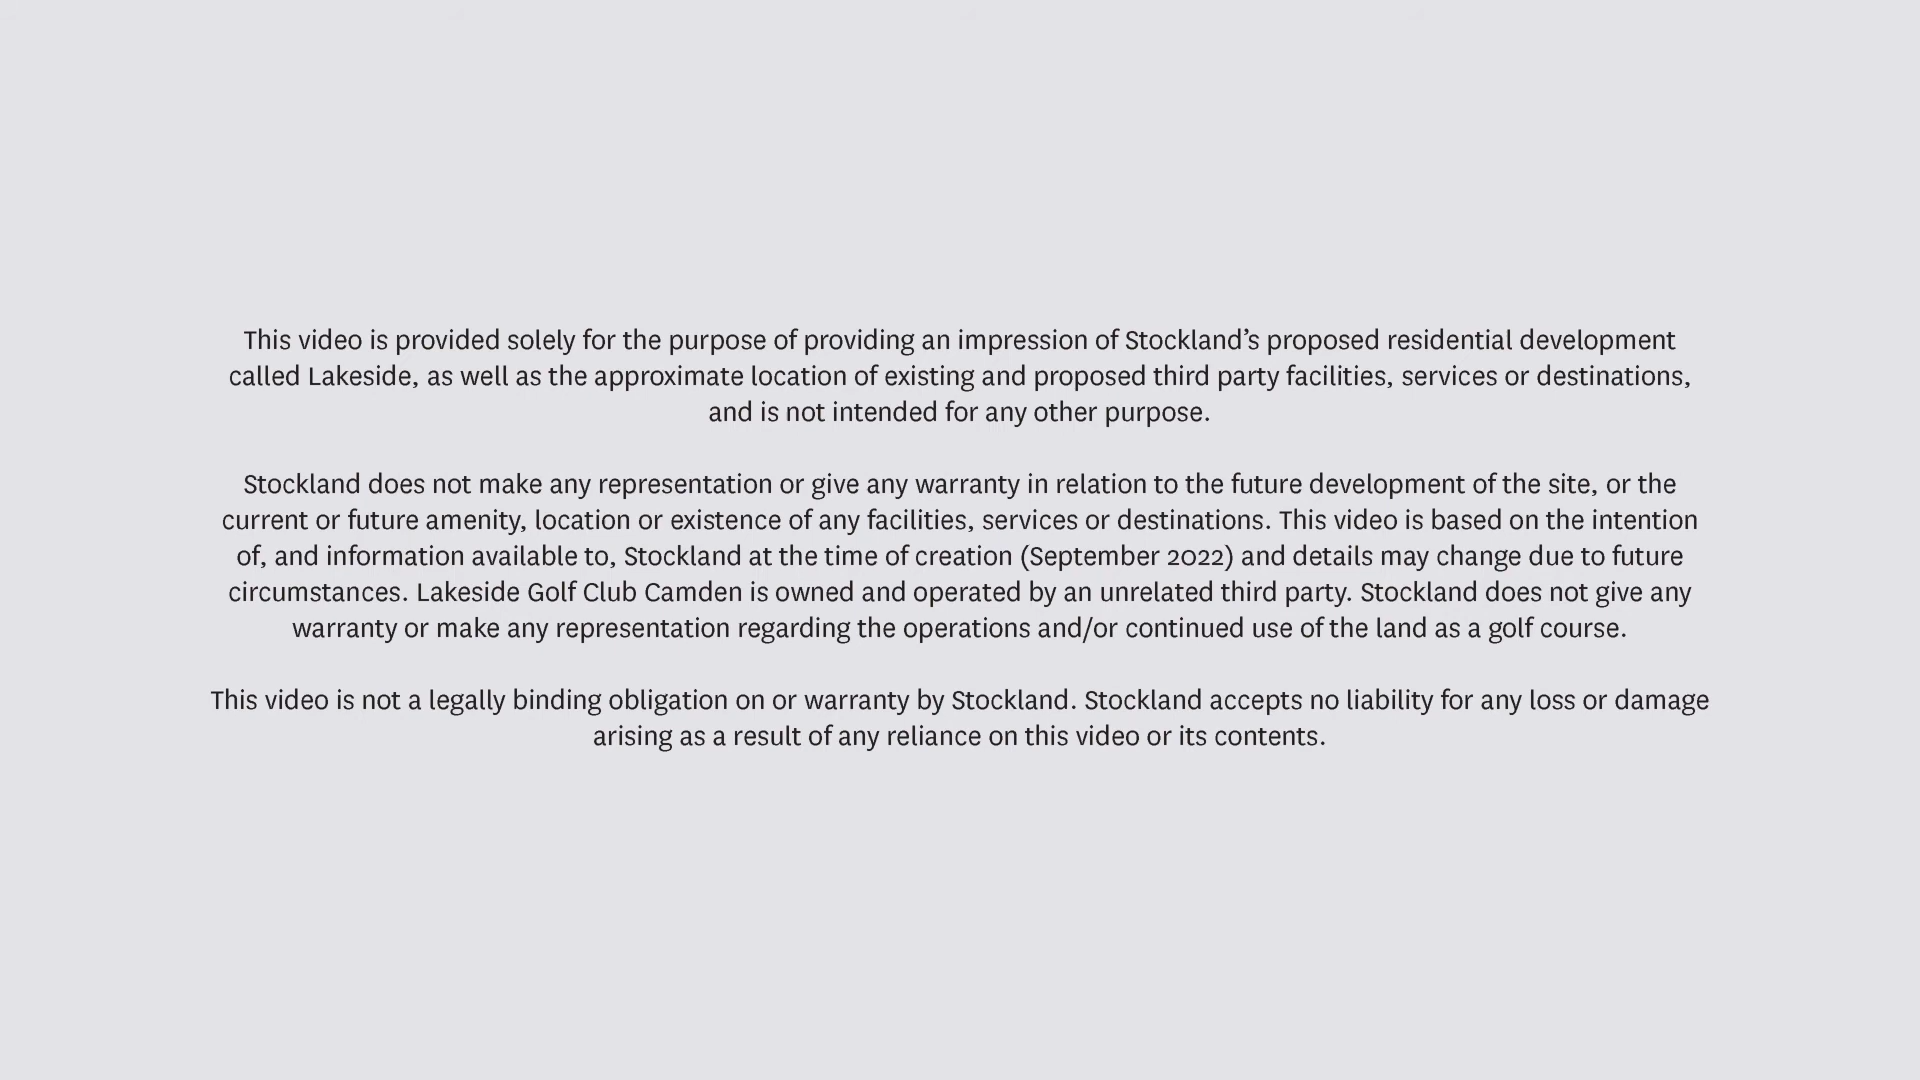 This video is provided solely for the purpose of providing an impression of Stockland’s proposed residential development
called Lakeside, as well as the approximate location of existing and proposed third party facilities, services or destinations,
and is not intended for any other purpose.
Stockland does not make any representation or give any warranty in relation to the future development of the site, or the
current or future amenity, location or existence of any facilities, services or destinations. This video is based on the intention
of, and information available to, Stockland at the time of creation (September 2022) and details may change due to future
circumstances. Lakeside Golf Club Camden is owned and operated by an unrelated third party. Stockland does not give any
warranty or make any representation regarding the operations and/or continued use of the land as a golf course.
This video is not a legally binding obligation on or warranty by Stockland. Stockland accepts no liability for any loss or damage
arising as a result of any reliance on this video or its contents.